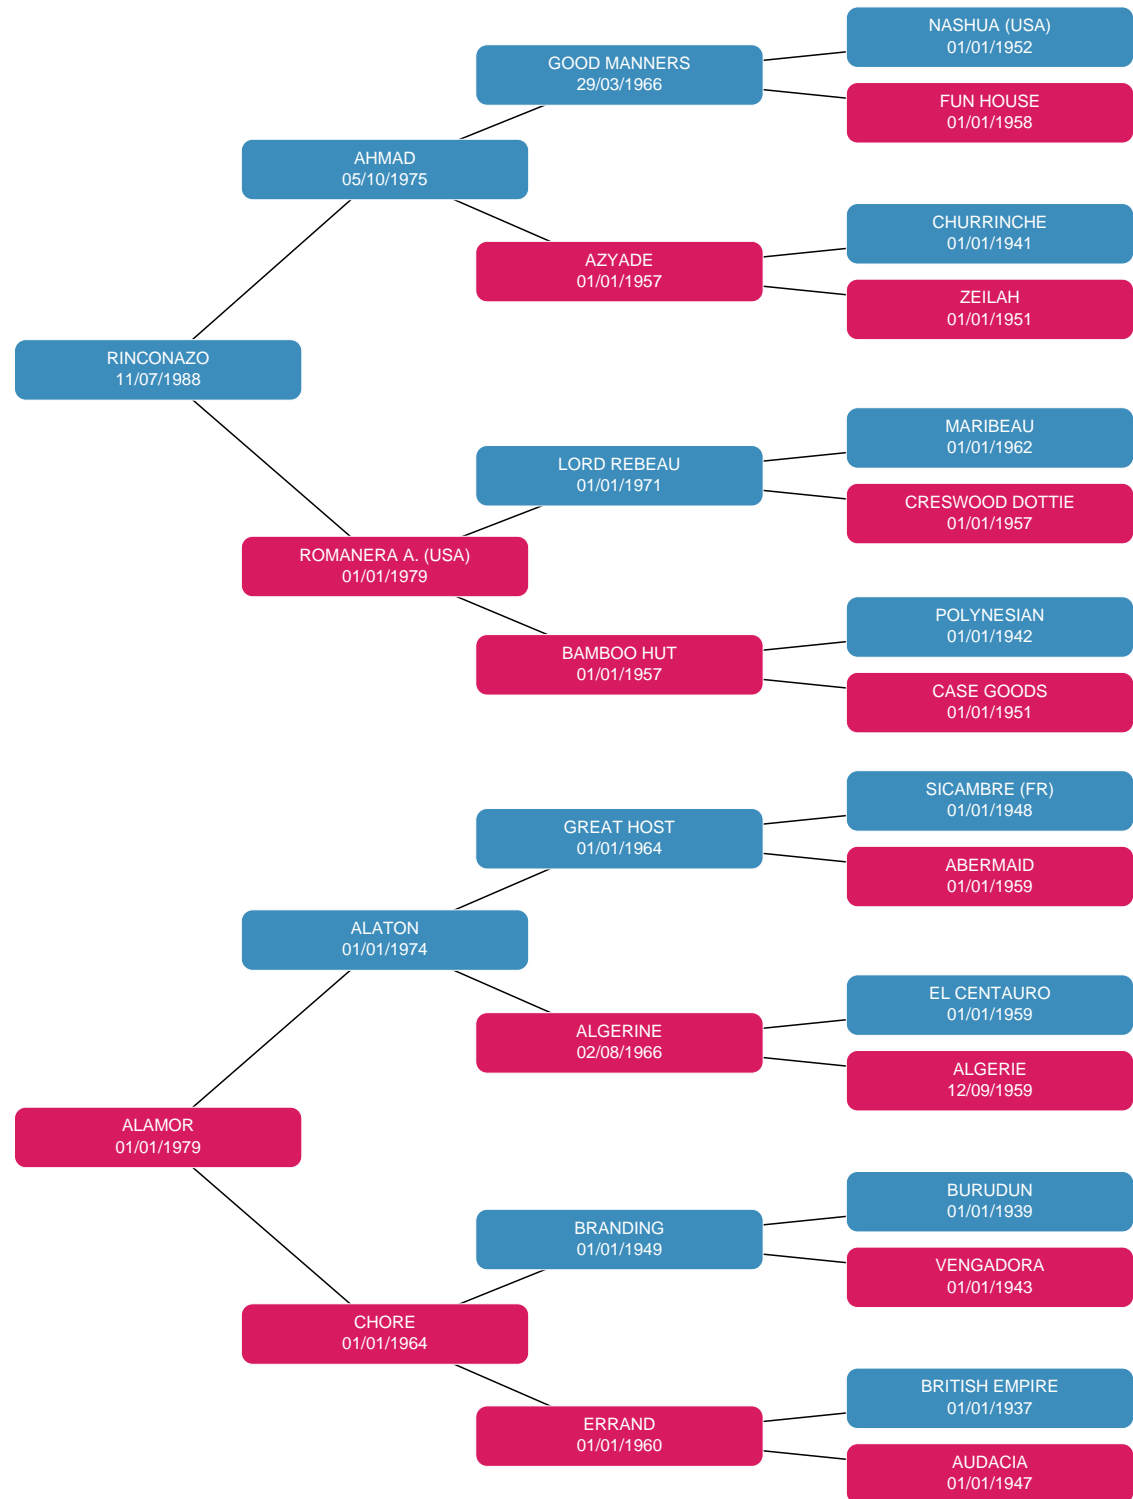 NASHUA (USA)
01/01/1952
GOOD MANNERS
29/03/1966
FUN HOUSE
01/01/1958
AHMAD
05/10/1975
CHURRINCHE
01/01/1941
AZYADE
01/01/1957
ZEILAH
01/01/1951
RINCONAZO
11/07/1988
MARIBEAU
01/01/1962
LORD REBEAU
01/01/1971
CRESWOOD DOTTIE
01/01/1957
ROMANERA A. (USA)
01/01/1979
POLYNESIAN
01/01/1942
BAMBOO HUT
01/01/1957
CASE GOODS
01/01/1951
SICAMBRE (FR)
01/01/1948
GREAT HOST
01/01/1964
ABERMAID
01/01/1959
ALATON
01/01/1974
EL CENTAURO
01/01/1959
ALGERINE
02/08/1966
ALGERIE
12/09/1959
ALAMOR
01/01/1979
BURUDUN
01/01/1939
BRANDING
01/01/1949
VENGADORA
01/01/1943
CHORE
01/01/1964
BRITISH EMPIRE
01/01/1937
ERRAND
01/01/1960
AUDACIA
01/01/1947